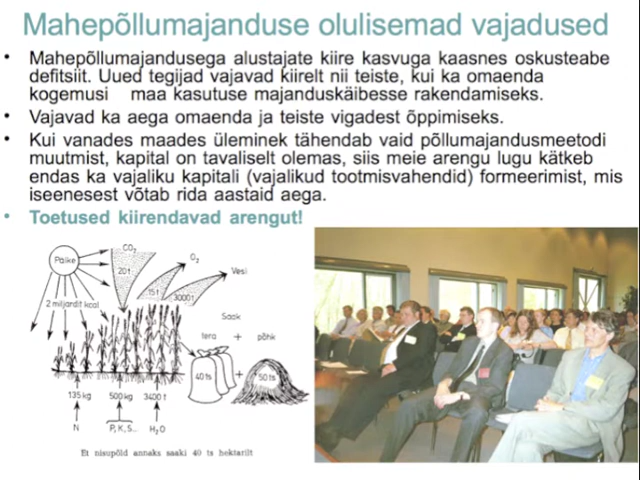 Mahepõllumajanduse olulisemad vajadused
• Mahepõllumajandusega alustajate kiire kasvuga kaasnes oskusteabe
defitsiit. Uued tegijad vajavad kiirelt nii teiste, kui ka omaenda
kogemusi maa kasutuse majanduskäibesse rakendamiseks.
• Vajavad ka aega omaenda ja teiste vigadest õppimiseks.
• Kui vanades maades üleminek tähendab vaid põllumajandusmeetodi
muutmist, kapital on tavaliselt olemas, siis meie arengu lugu kätkeb
endas ka vajaliku kapitali (vajalikud tootmisvahendid) formeerimist, mis
iseenesest võtab rida aastaid aega.
• Toetused kiirendavad arengut!
CO₂
Päike
O₂
20t
Vesi
15t
3000t
2 miljardit kcal
Saak
tera + põhk
40 ts + 50 ts
135 kg 500 kg 3400 t
N P, K, S... H₂O
Et nisupõld annaks saaki 40 ts hektarilt